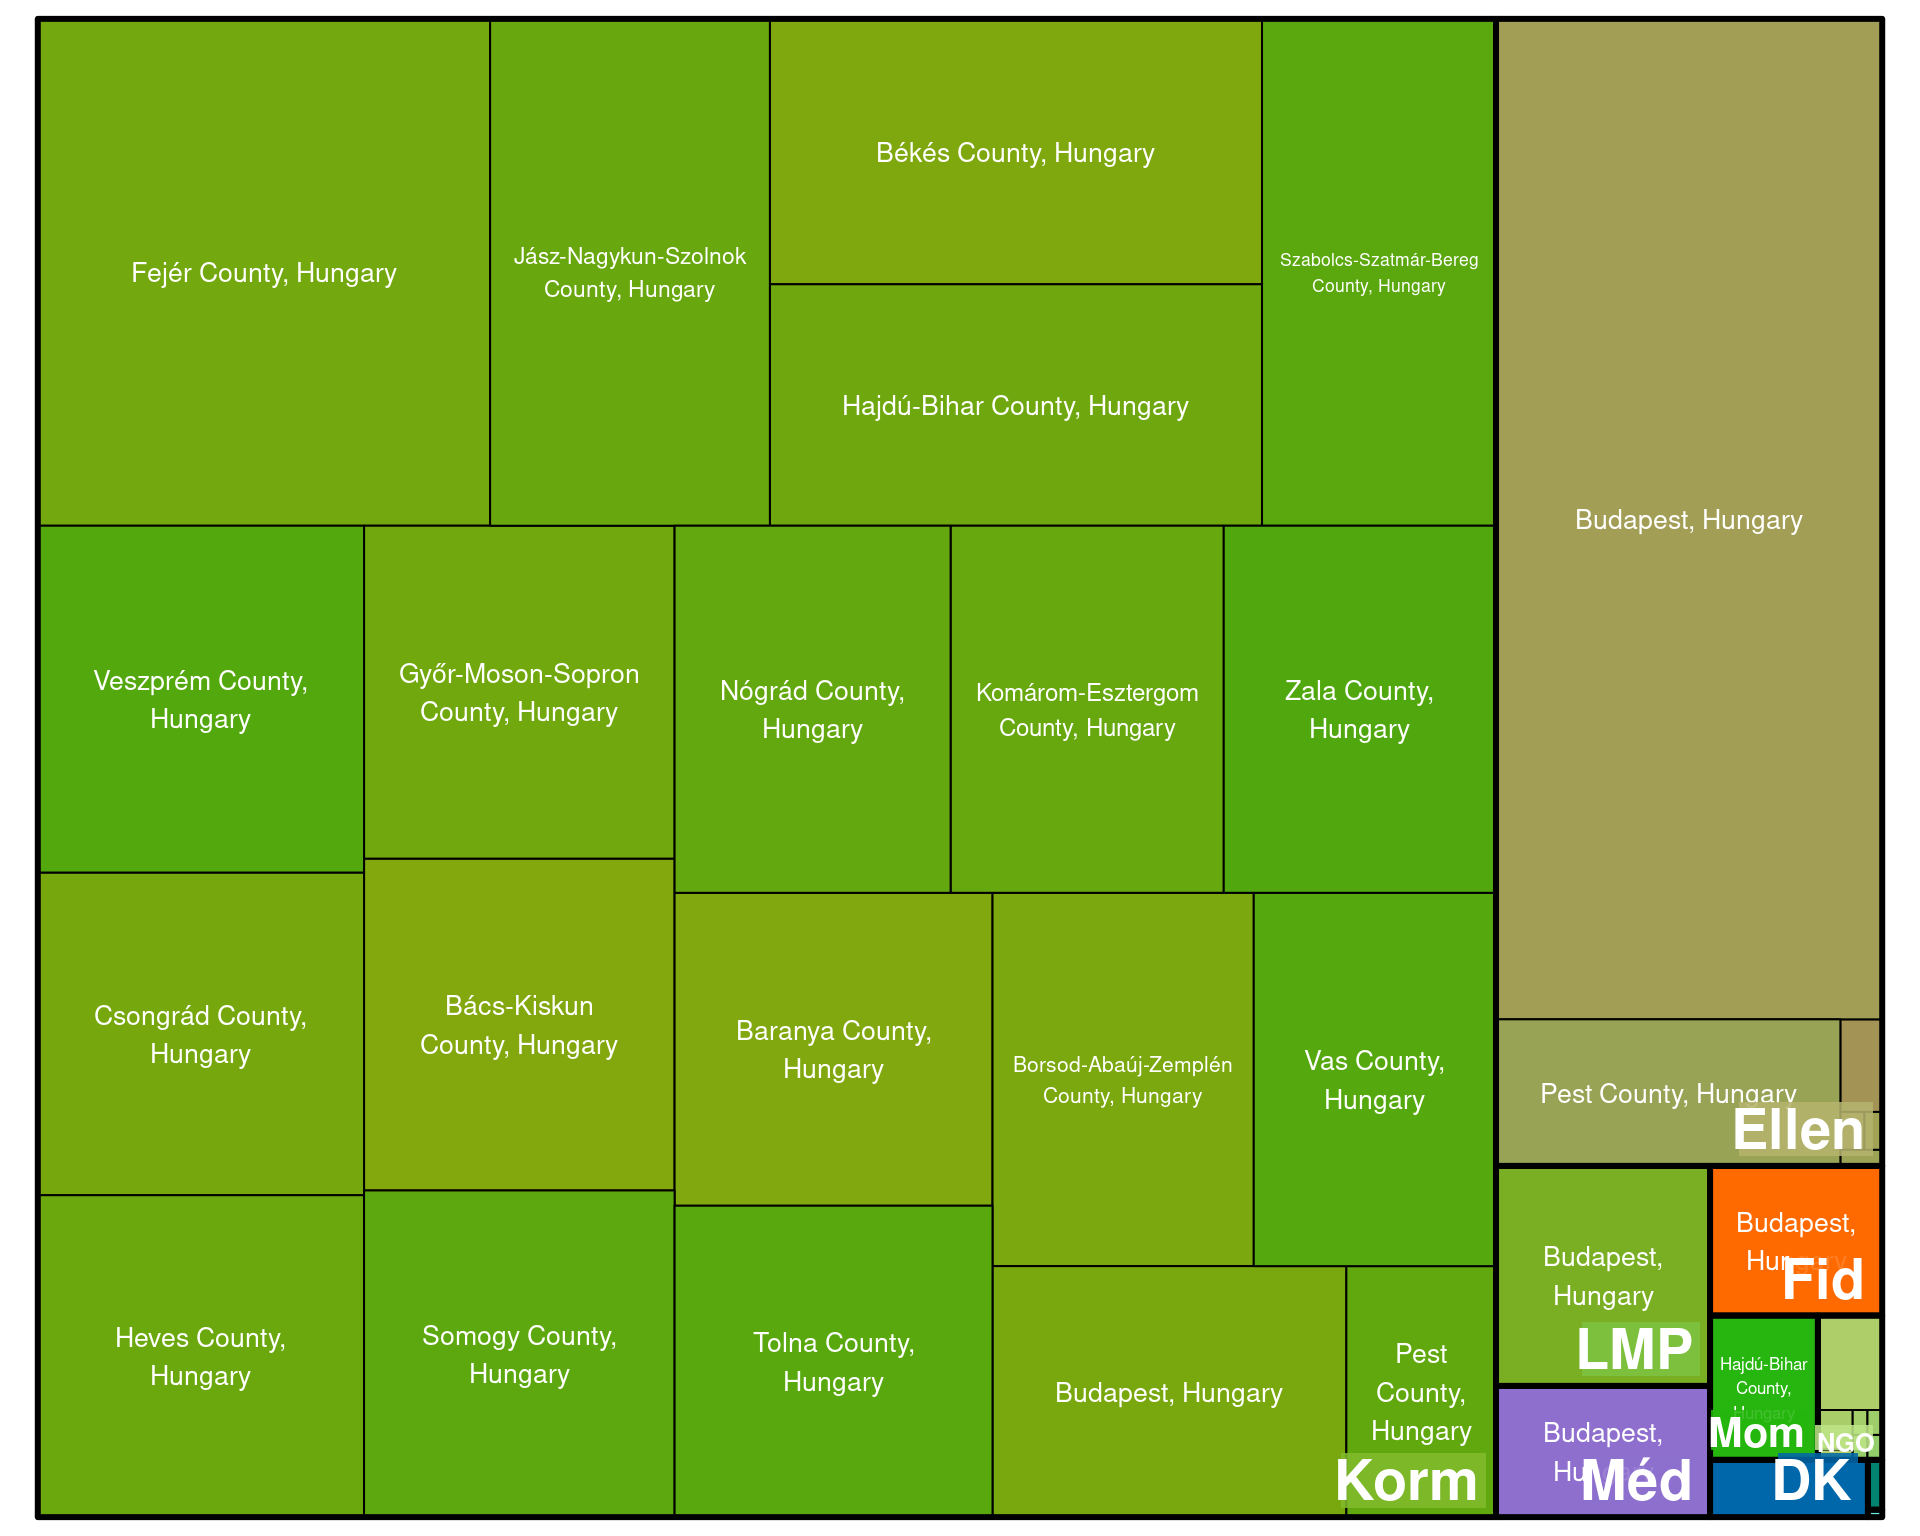 Fejér County, Hungary
Jász-Nagykun-Szolnok
County, Hungary
Békés County, Hungary
Hajdú-Bihar County, Hungary
Szabolcs-Szatmár-Bereg
County, Hungary
Budapest, Hungary
Veszprém County,
Hungary
Győr-Moson-Sopron
County, Hungary
Nógrád County,
Hungary
Komárom-Esztergom
County, Hungary
Zala County,
Hungary
Csongrád County,
Hungary
Bács-Kiskun
County, Hungary
Baranya County,
Hungary
Borsod-Abaúj-Zemplén
County, Hungary
Vas County,
Hungary
Pest County, Hungary
Ellen
Heves County,
Hungary
Somogy County,
Hungary
Tolna County,
Hungary
Budapest, Hungary
Pest
County,
Hungary
Korm
Budapest,
Hungary
LMP
Budapest,
Hungary
Fid
Budapest,
Hungary
Méd
Hajdú-Bihar
County,
Hungary
Mom
NGO
DK